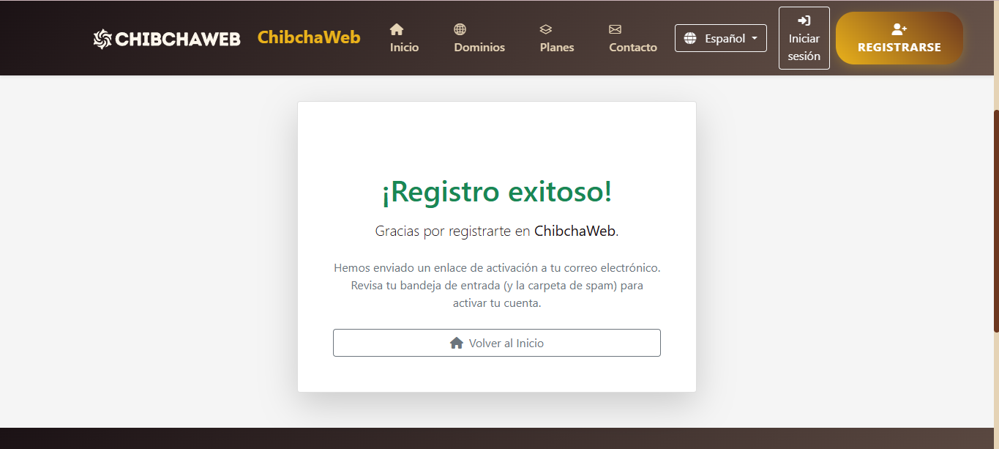 CHIBCHAWEB
ChibchaWeb
Inicio
Dominios
Planes
Contacto
Español
Iniciar
sesión
REGISTRARSE
¡Registro exitoso!
Gracias por registrarte en ChibchaWeb.
Hemos enviado un enlace de activación a tu correo electrónico.
Revisa tu bandeja de entrada (y la carpeta de spam) para
activar tu cuenta.
Volver al Inicio